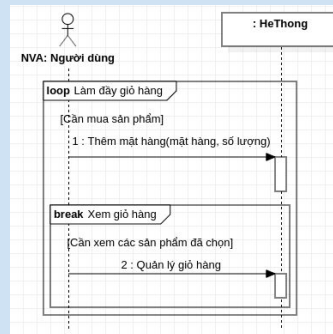 : HeThong
NVA: Người dùng
loop Làm đầy giỏ hàng
[Cần mua sản phẩm]
1 : Thêm mặt hàng(mặt hàng, số lượng)
break Xem giỏ hàng
[Cần xem các sản phẩm đã chọn]
2 : Quản lý giỏ hàng